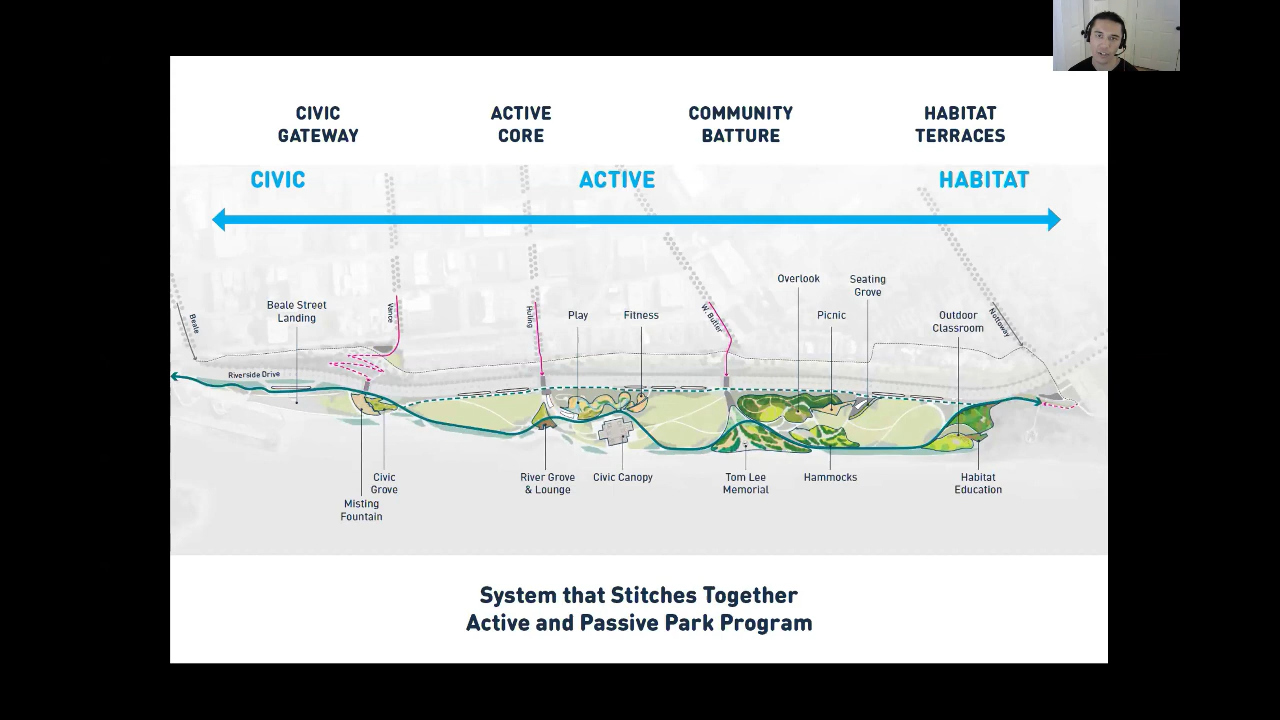 CIVIC
GATEWAY
ACTIVE
CORE
COMMUNITY
BATTURE
HABITAT
TERRACES
CIVIC
ACTIVE
HABITAT
Overlook
Seating
Grove
Beale Street
Landing
Play
Fitness
Picnic
Outdoor
Classroom
Beale
Vance
Huling
W. Butler
Nottoway
Riverside Drive
Civic
Grove
Misting
Fountain
River Grove
& Lounge
Civic Canopy
Tom Lee
Memorial
Hammocks
Habitat
Education
System that Stitches Together
Active and Passive Park Program